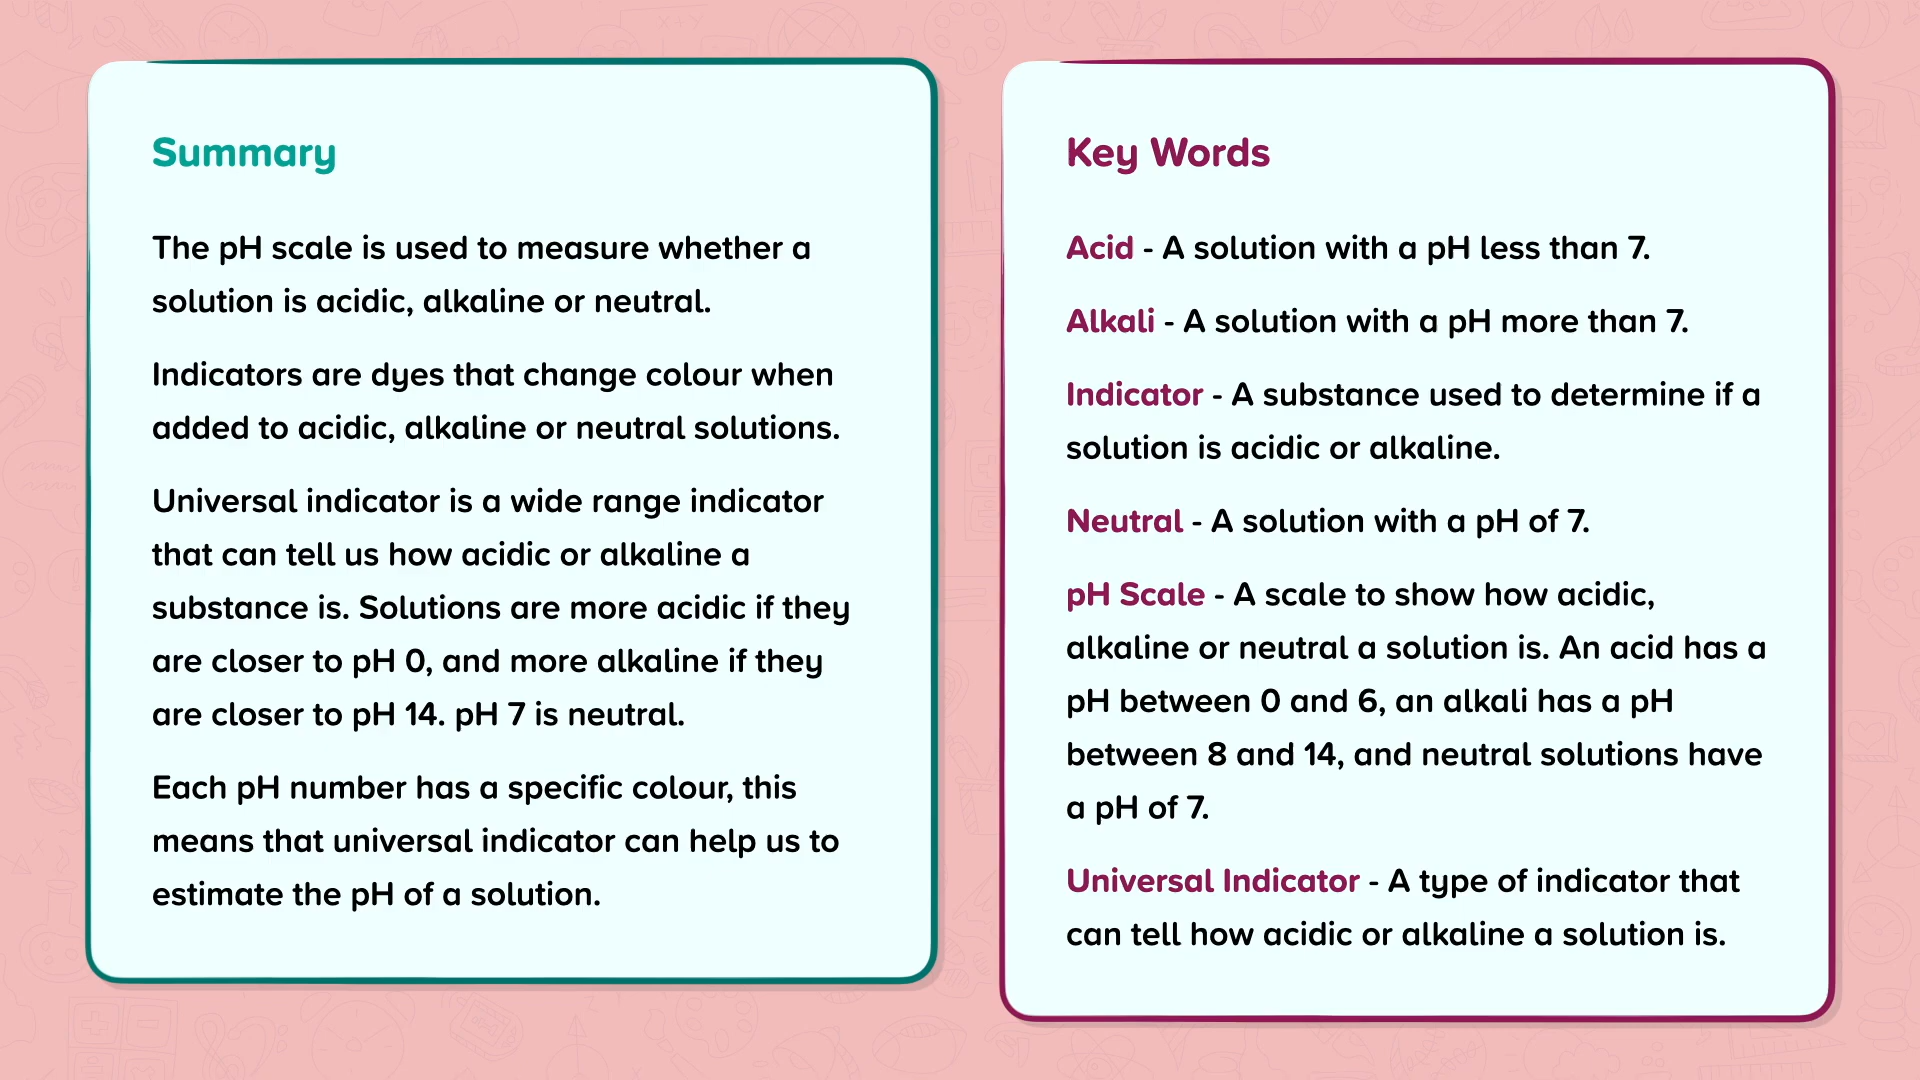 Summary
The pH scale is used to measure whether a
solution is acidic, alkaline or neutral.
Indicators are dyes that change colour when
added to acidic, alkaline or neutral solutions.
Universal indicator is a wide range indicator
that can tell us how acidic or alkaline a
substance is. Solutions are more acidic if they
are closer to pH 0, and more alkaline if they
are closer to pH 14. pH 7 is neutral.
Each pH number has a specific colour, this
means that universal indicator can help us to
estimate the pH of a solution.
Key Words
Acid - A solution with a pH less than 7.
Alkali - A solution with a pH more than 7.
Indicator - A substance used to determine if a
solution is acidic or alkaline.
Neutral - A solution with a pH of 7.
pH Scale - A scale to show how acidic,
alkaline or neutral a solution is. An acid has a
pH between 0 and 6, an alkali has a pH
between 8 and 14, and neutral solutions have
a pH of 7.
Universal Indicator - A type of indicator that
can tell how acidic or alkaline a solution is.